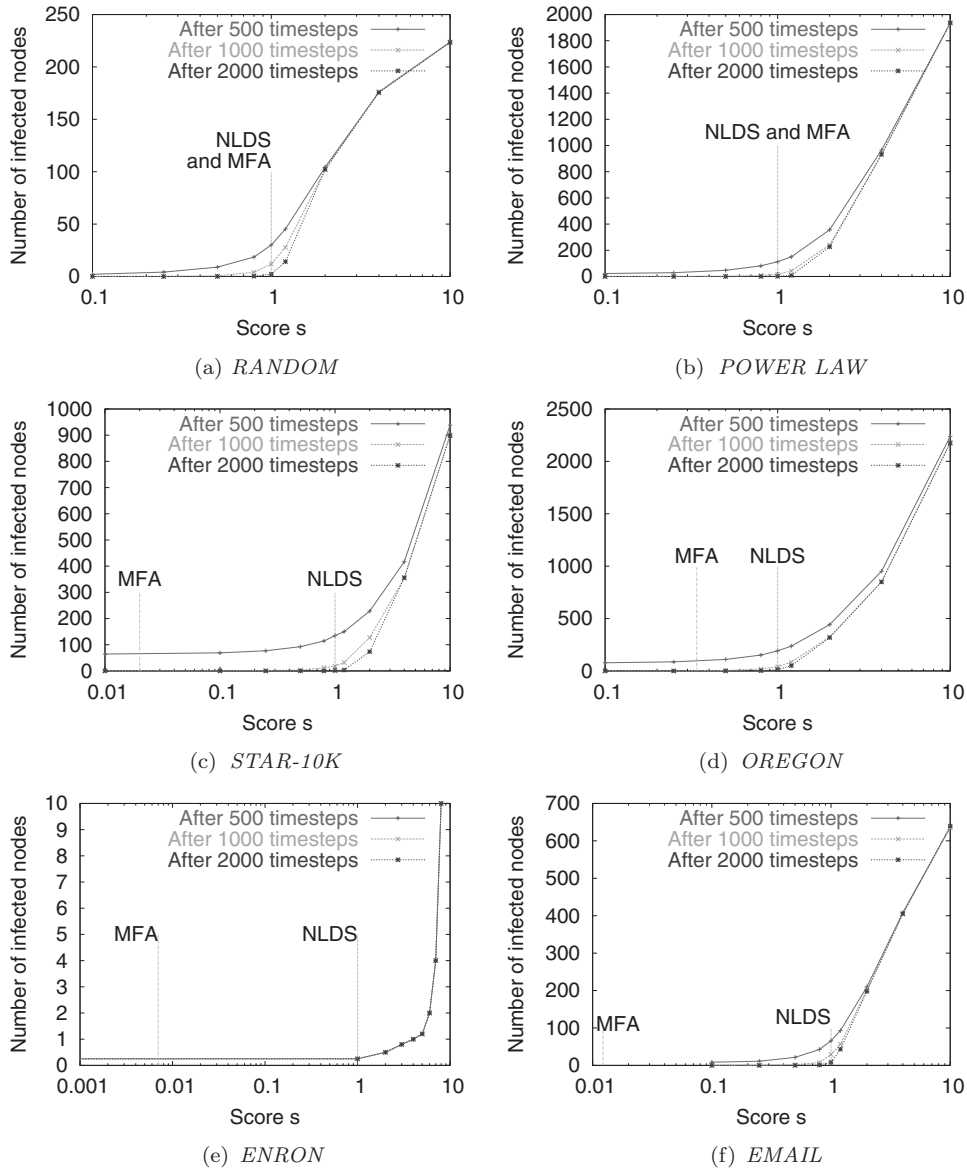 Number of infected nodes
250
200
150
100
50
0
After 500 timesteps
After 1000 timesteps
After 2000 timesteps
NLDS
and MFA
0.1 1 10
Score s
(a) RANDOM
Number of infected nodes
2000
1800
1600
1400
1200
1000
800
600
400
200
0
After 500 timesteps
After 1000 timesteps
After 2000 timesteps
NLDS and MFA
0.1 1 10
Score s
(b) POWER LAW
Number of infected nodes
1000
900
800
700
600
500
400
300
200
100
0
After 500 timesteps
After 1000 timesteps
After 2000 timesteps
MFA NLDS
0.01 0.1 1 10
Score s
(c) STAR-10K
Number of infected nodes
2500
2000
1500
1000
500
0
After 500 timesteps
After 1000 timesteps
After 2000 timesteps
MFA NLDS
0.1 1 10
Score s
(d) OREGON
Number of infected nodes
10
9
8
7
6
5
4
3
2
1
0
After 500 timesteps
After 1000 timesteps
After 2000 timesteps
MFA NLDS
0.001 0.01 0.1 1 10
Score s
(e) ENRON
Number of infected nodes
700
600
500
400
300
200
100
0
After 500 timesteps
After 1000 timesteps
After 2000 timesteps
MFA NLDS
0.01 0.1 1 10
Score s
(f) EMAIL